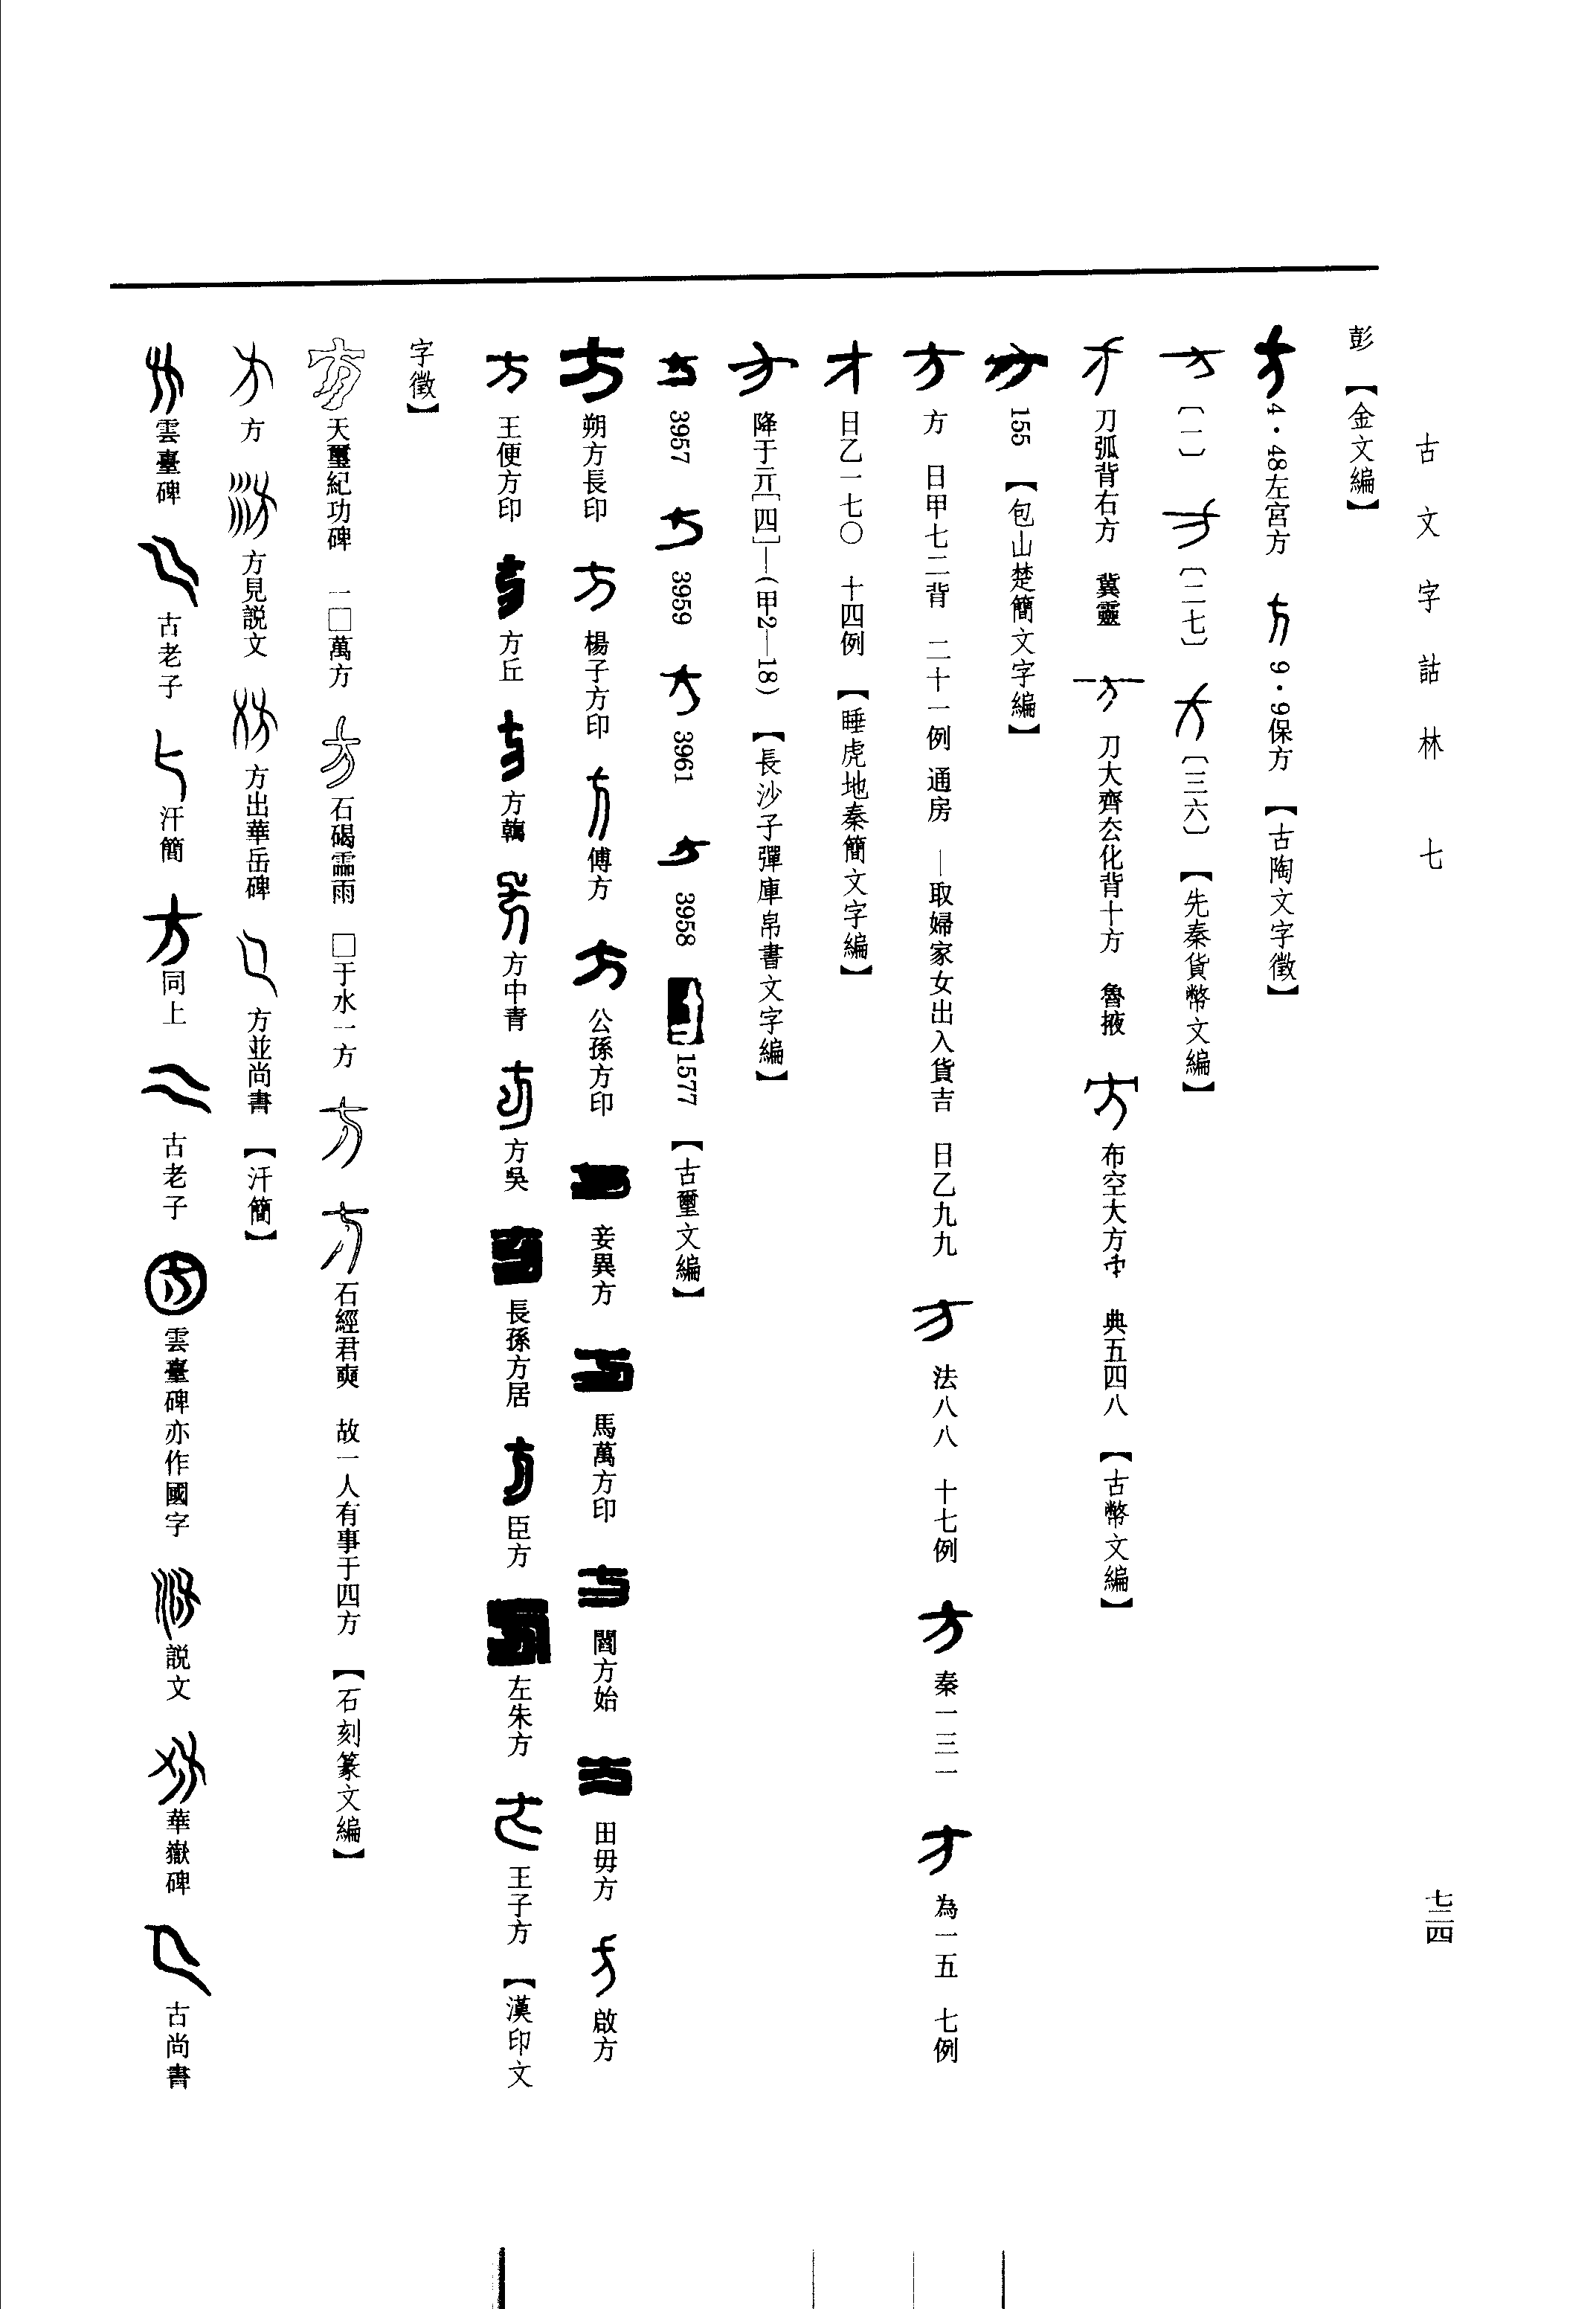 古文字詁林 七
七二四
彭 【金文編】
4·48左宮方 9·9保方 【古陶文字徵】
〔一〕 〔二七〕 〔三六〕 【先秦貨幣文編】
刀弧背右方 冀靈 刀大齊厺化背十方 魯掖 布空大方 典五四八 【古幣文編】
155 【包山楚簡文字編】
方 日甲七二背 二十一例 通房 —取婦家女出入貨吉 日乙九九 法八八 十七例 秦一三一 為一五 七例
日乙一七〇 十四例 【睡虎地秦簡文字編】
降于亓[四]—(甲2—18) 【長沙子彈庫帛書文字編】
3957 3959 3961 3958 1577 【古璽文編】
朔方長印 楊子方印 傅方 公孫方印 妾異方 馬萬方印 閻方始 田毋方 啟方
王便方印 方丘 方 方中青 方吳 長孫方居 臣方 左朱方 王子方 【漢印文
字徵】
天璽紀功碑 一□萬方 石碣霝雨 □于水一方 石經君奭 故一人有事于四方 【石刻篆文編】
方 方見説文 方出華岳碑 方並尚書 【汗簡】
雲臺碑 古老子 汗簡 同上 古老子 雲臺碑亦作國字 説文 華嶽碑 古尚書